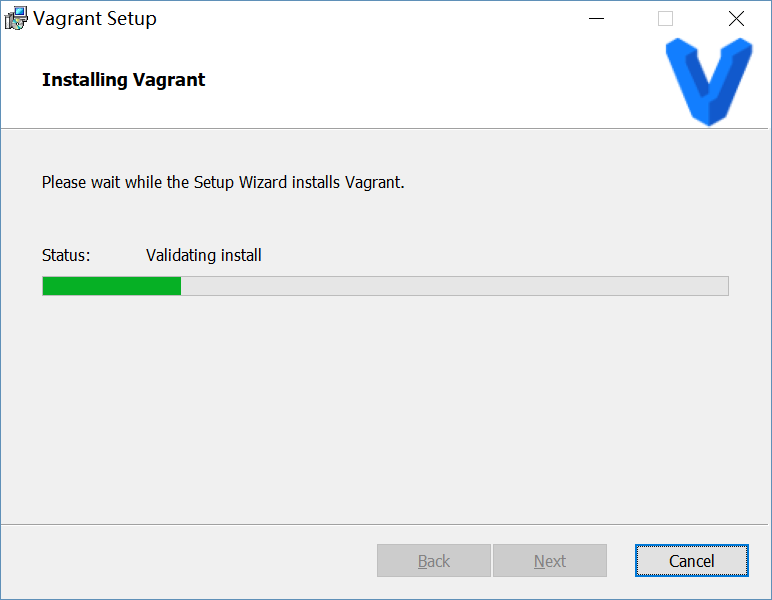 Vagrant Setup
Installing Vagrant
Please wait while the Setup Wizard installs Vagrant.
Status: Validating install
Back Next Cancel